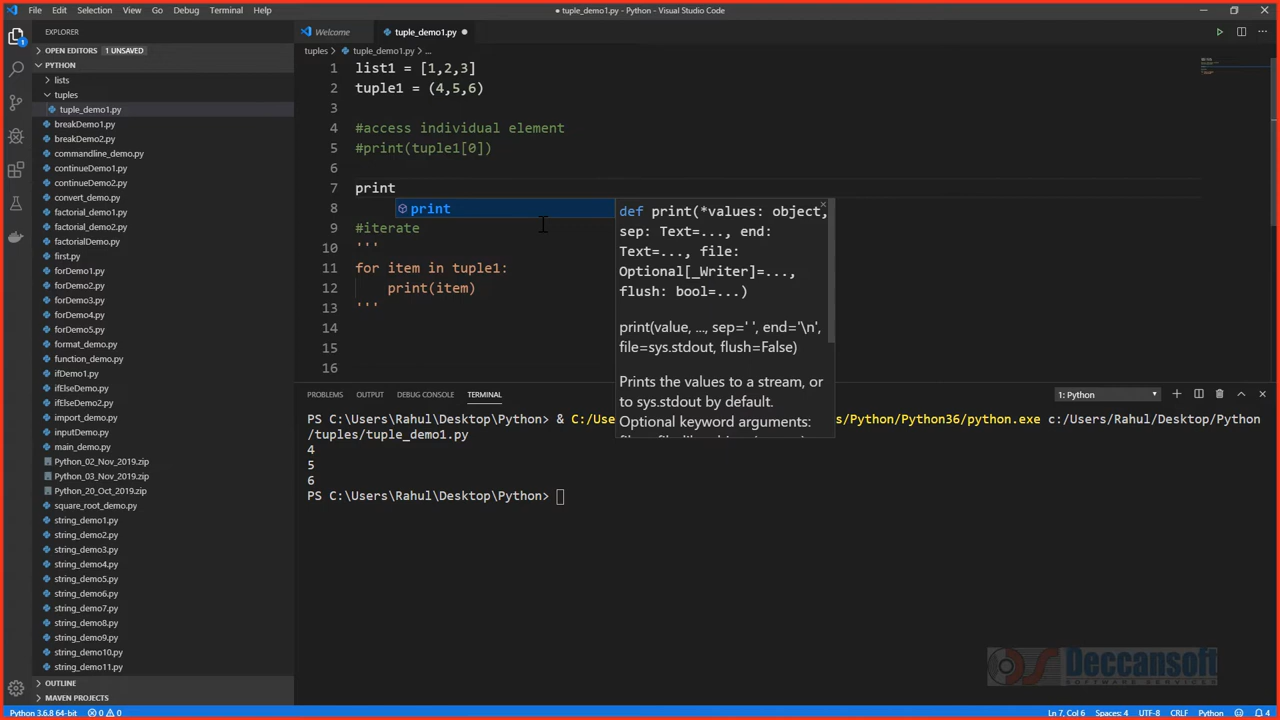 File Edit Selection View Go Debug Terminal Help
● tuple_demo1.py - Python - Visual Studio Code
EXPLORER
OPEN EDITORS 1 UNSAVED
PYTHON
lists
tuples
tuple_demo1.py
breakDemo1.py
breakDemo2.py
commandline_demo.py
continueDemo1.py
continueDemo2.py
convert_demo.py
factorial_demo1.py
factorial_demo2.py
factorialDemo.py
first.py
forDemo1.py
forDemo2.py
forDemo3.py
forDemo4.py
forDemo5.py
format_demo.py
function_demo.py
ifDemo1.py
ifElseDemo.py
ifElseDemo2.py
import_demo.py
inputDemo.py
main_demo.py
Python_02_Nov_2019.zip
Python_03_Nov_2019.zip
Python_20_Oct_2019.zip
square_root_demo.py
string_demo1.py
string_demo2.py
string_demo3.py
string_demo4.py
string_demo5.py
string_demo6.py
string_demo7.py
string_demo8.py
string_demo9.py
string_demo10.py
string_demo11.py
OUTLINE
MAVEN PROJECTS
Welcome tuple_demo1.py ●
tuples > tuple_demo1.py > ...
1 list1 = [1,2,3]
2 tuple1 = (4,5,6)
3
4 #access individual element
5 #print(tuple1[0])
6
7 print
8
9 #iterate
10 '''
11 for item in tuple1:
12 print(item)
13 '''
14
15
16
print
def print(*values: object,
sep: Text=..., end:
Text=..., file:
Optional[_Writer]=...,
flush: bool=...)
print(value, ..., sep=' ', end='\n',
file=sys.stdout, flush=False)
Prints the values to a stream, or
to sys.stdout by default.
Optional keyword arguments:
PROBLEMS OUTPUT DEBUG CONSOLE TERMINAL 1: Python
PS C:\Users\Rahul\Desktop\Python> & C:/Use s/Python/Python36/python.exe c:/Users/Rahul/Desktop/Python
/tuples/tuple_demo1.py
4
5
6
PS C:\Users\Rahul\Desktop\Python>
Deccansoft
SOFTWARE SERVICES
Python 3.6.8 64-bit 0 0 Ln 7, Col 6 Spaces: 4 UTF-8 CRLF Python 4